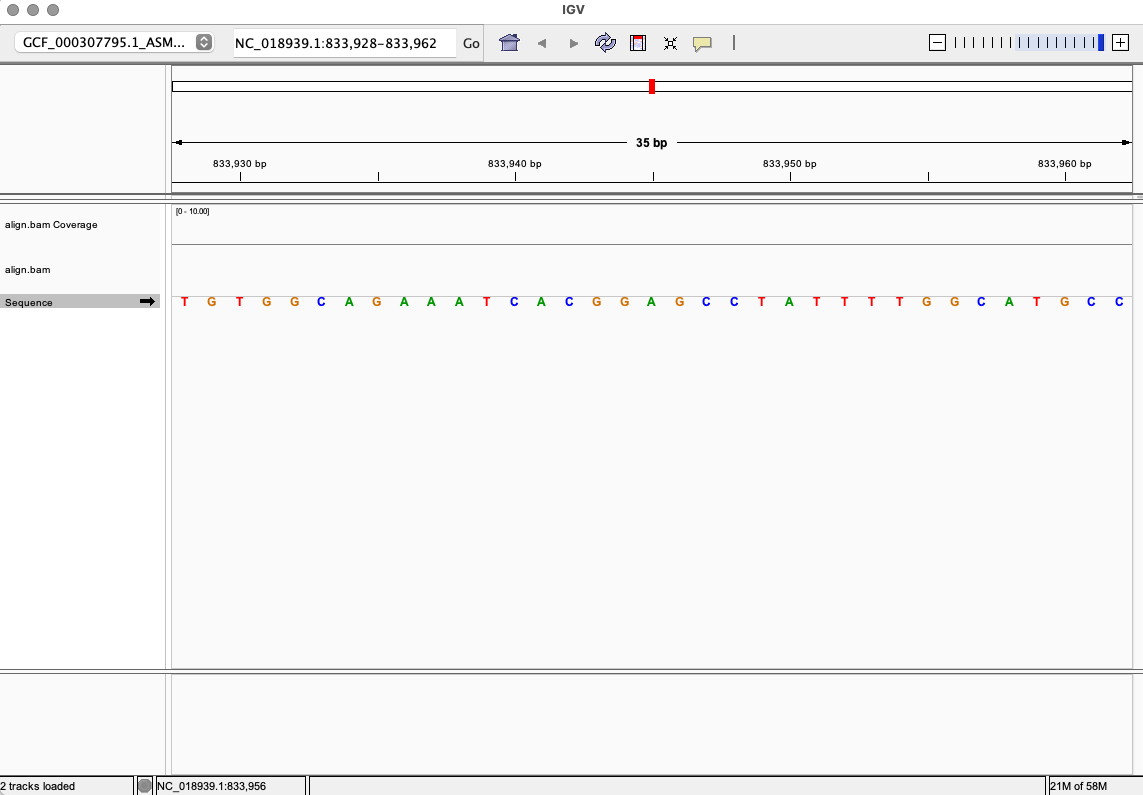 IGV
GCF_000307795.1_ASM... NC_018939.1:833,928–833,962 Go
35 bp
833,930 bp 833,940 bp 833,950 bp 833,960 bp
[0 - 10.00]
align.bam Coverage
align.bam
Sequence T G T G G C A G A A A T C A C G G A G C C T A T T T T G G C A T G C C
2 tracks loaded NC_018939.1:833,956 21M of 58M